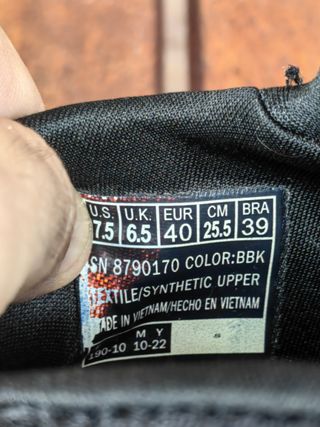 U.S. U.K. EUR CM BRA
7.5 6.5 40 25.5 39
SN 8790170 COLOR:BBK
TEXTILE/SYNTHETIC UPPER
MADE IN VIETNAM/HECHO EN VIETNAM
M Y
190-10 10-22